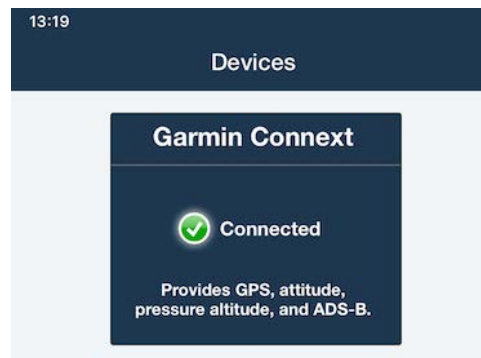 13:19
Devices
Garmin Connext
Connected
Provides GPS, attitude,
pressure altitude, and ADS-B.